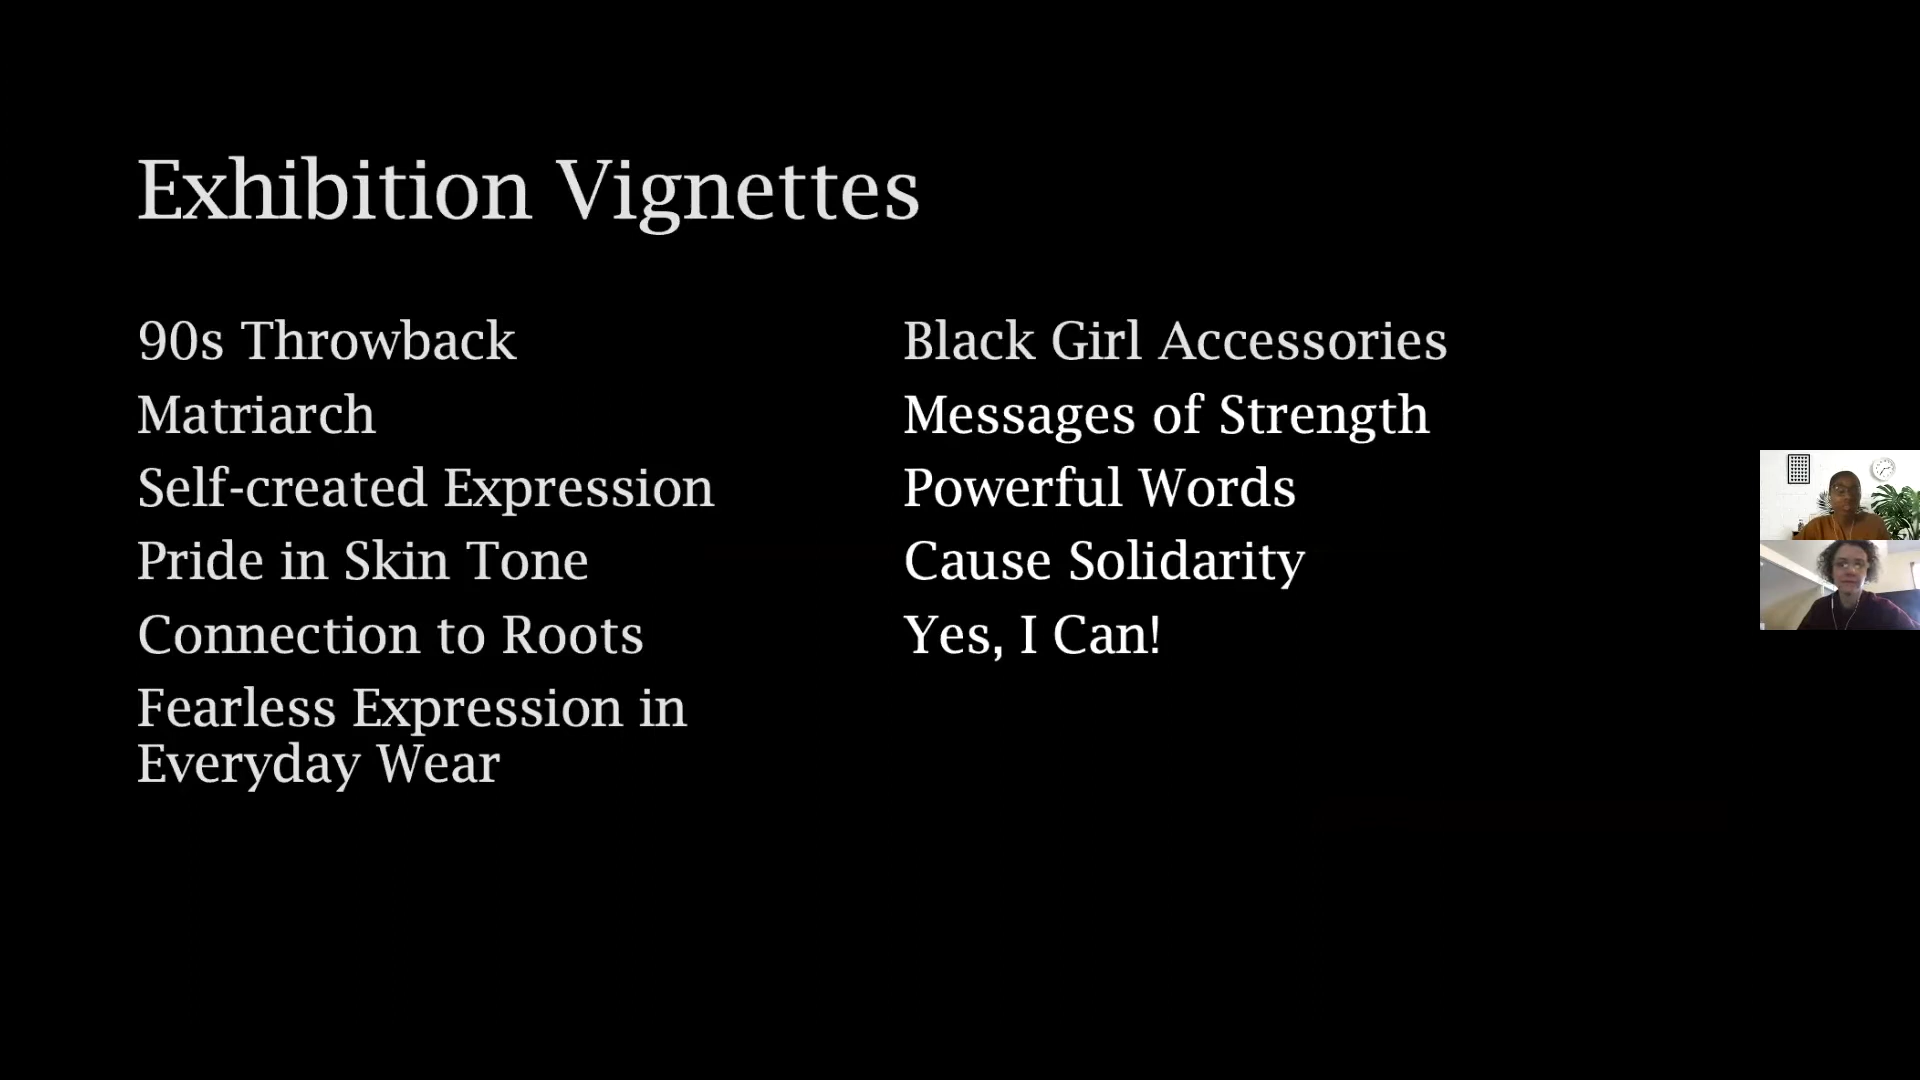 Exhibition Vignettes
90s Throwback
Matriarch
Self-created Expression
Pride in Skin Tone
Connection to Roots
Fearless Expression in
Everyday Wear
Black Girl Accessories
Messages of Strength
Powerful Words
Cause Solidarity
Yes, I Can!